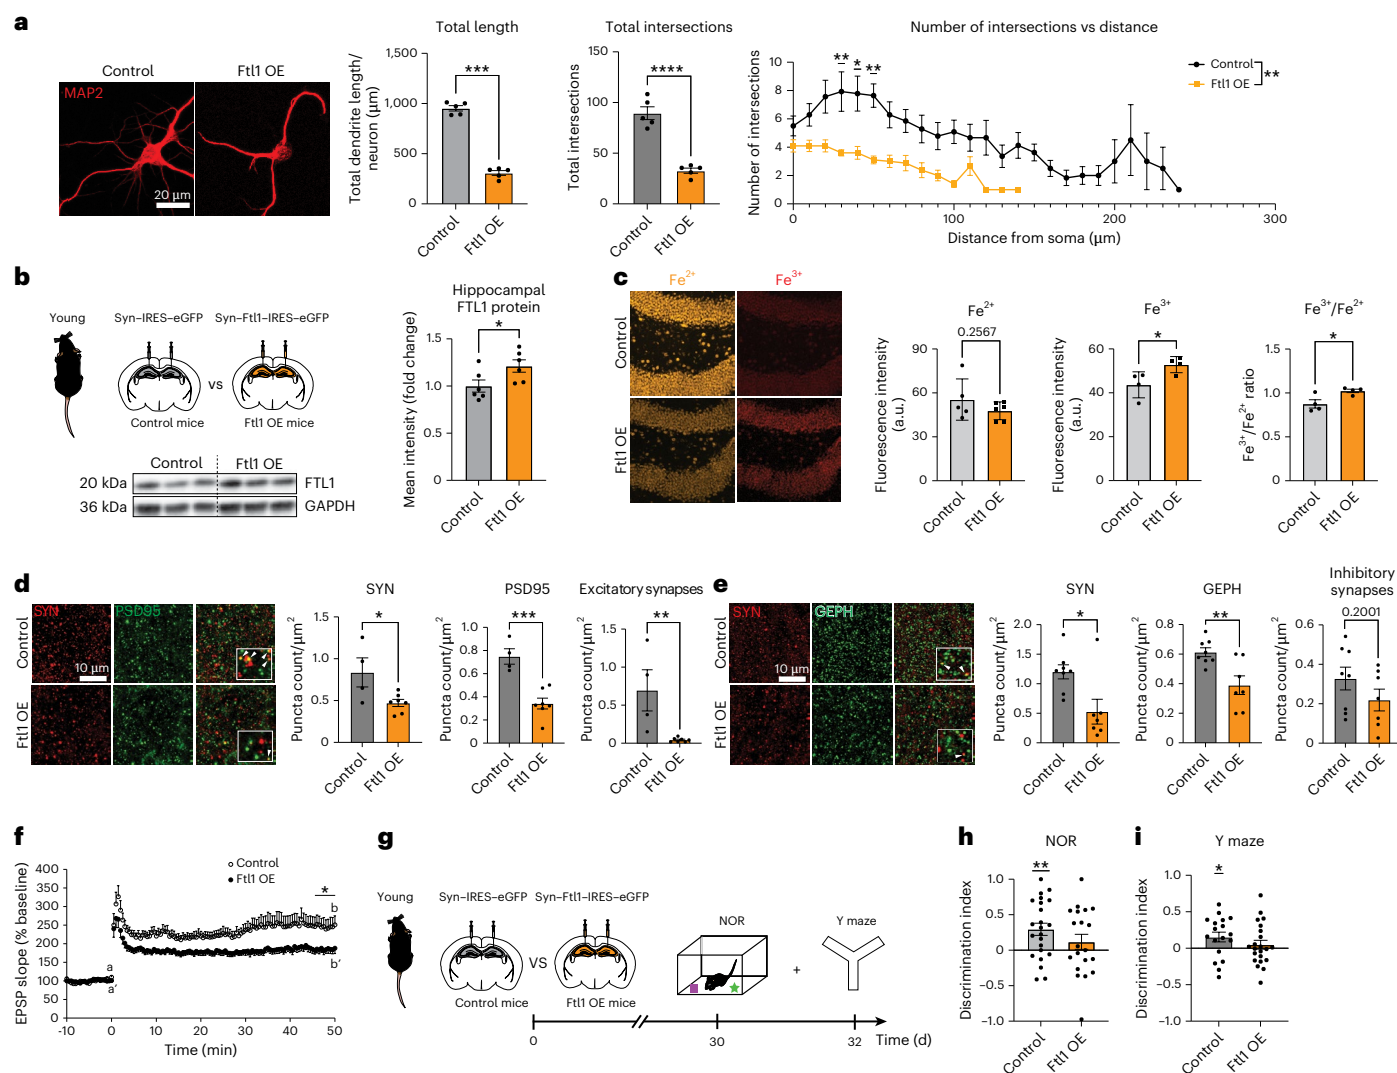 a
Control
Ftl1 OE
MAP2
20 μm
Total length
Total dendrite length/
neuron (μm)
1,500
1,000
500
0
***
Control
Ftl1 OE
Total intersections
Total intersections
150
100
50
0
****
Control
Ftl1 OE
Number of intersections vs distance
Number of intersections
10
8
6
4
2
0
** * **
Control
Ftl1 OE
**
0 100 200 300
Distance from soma (μm)
b
Young
Syn–IRES–eGFP
Syn–Ftl1–IRES–eGFP
vs
Control mice
Ftl1 OE mice
Control
Ftl1 OE
20 kDa
FTL1
36 kDa
GAPDH
Hippocampal
FTL1 protein
Mean intensity (fold change)
1.5
1.0
0.5
0
*
Control
Ftl1 OE
c
Fe2+
Fe3+
Control
Ftl1 OE
Fe2+
0.2567
Fluorescence intensity
(a.u.)
90
60
30
0
Control
Ftl1 OE
Fe3+
*
Fluorescence intensity
(a.u.)
60
40
20
0
Control
Ftl1 OE
Fe3+/Fe2+
*
Fe3+/Fe2+ ratio
1.5
1.0
0.5
0
Control
Ftl1 OE
d
SYN
PSD95
Control
10 μm
Ftl1 OE
SYN
*
Puncta count/μm2
1.5
1.0
0.5
0
Control
Ftl1 OE
PSD95
***
Puncta count/μm2
1.0
0.8
0.6
0.4
0.2
0
Control
Ftl1 OE
Excitatory synapses
**
Puncta count/μm2
1.5
1.0
0.5
0
Control
Ftl1 OE
e
SYN
GEPH
Control
10 μm
Ftl1 OE
SYN
*
Puncta count/μm2
2.0
1.5
1.0
0.5
0
Control
Ftl1 OE
GEPH
**
Puncta count/μm2
0.8
0.6
0.4
0.2
0
Control
Ftl1 OE
Inhibitory
synapses
0.2001
Puncta count/μm2
0.6
0.4
0.2
0
Control
Ftl1 OE
f
Control
Ftl1 OE
EPSP slope (% baseline)
400
350
300
250
200
150
100
50
0
*
b
b′
a
a′
-10 0 10 20 30 40 50
Time (min)
g
Young
Syn–IRES–eGFP
Syn–Ftl1–IRES–eGFP
VS
Control mice
Ftl1 OE mice
NOR
+
Y maze
0 30 32
Time (d)
h
NOR
**
Discrimination index
1.0
0.5
0
−0.5
−1.0
Control
Ftl1 OE
i
Y maze
*
Discrimination index
1.0
0.5
0
−0.5
−1.0
Control
Ftl1 OE